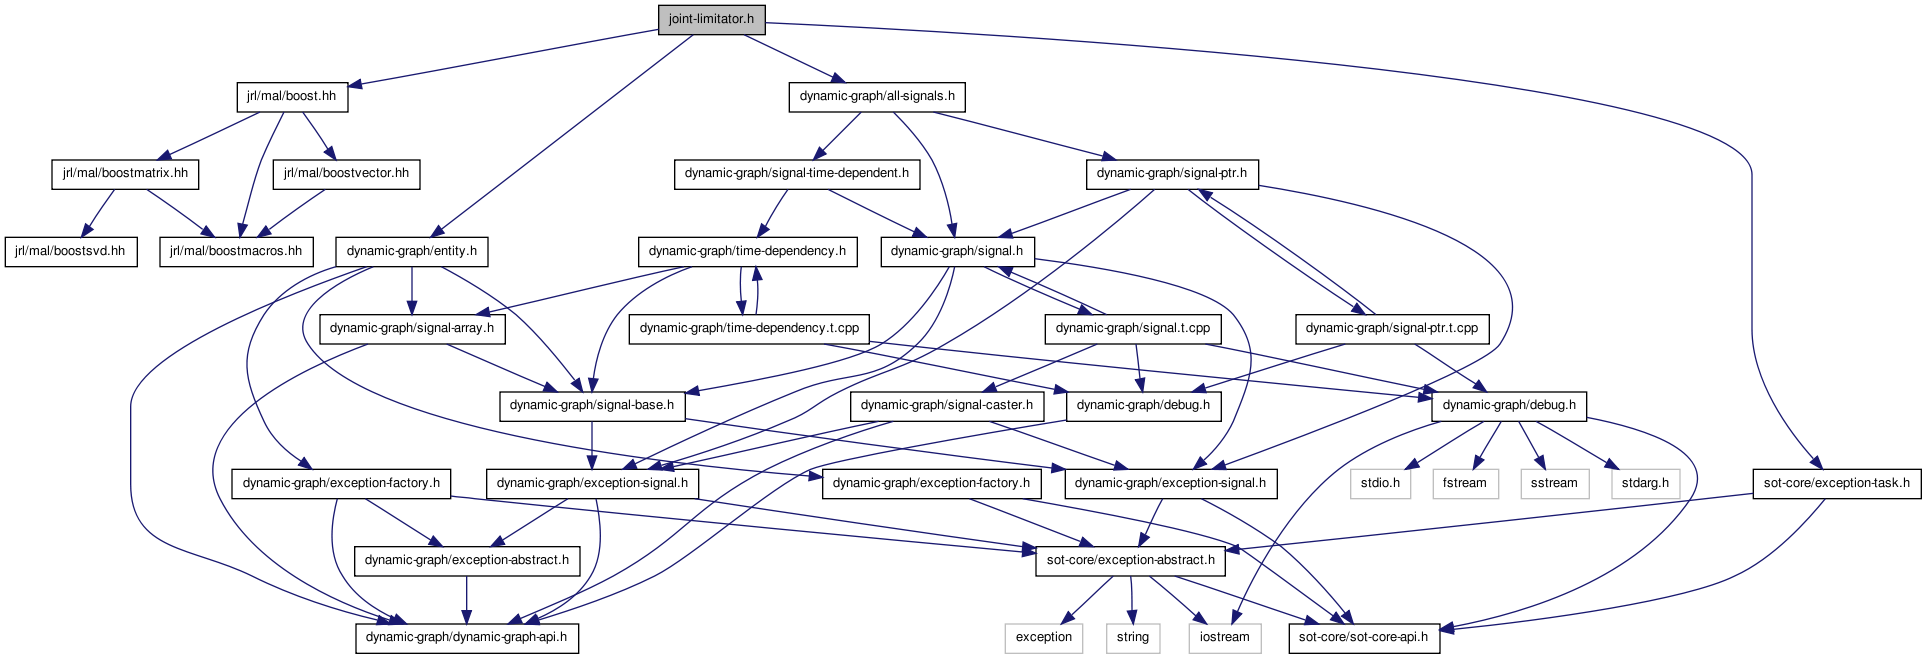 joint-limitator.h
jrl/mal/boost.hh
dynamic-graph/all-signals.h
jrl/mal/boostmatrix.hh
jrl/mal/boostvector.hh
dynamic-graph/signal-time-dependent.h
dynamic-graph/signal-ptr.h
jrl/mal/boostsvd.hh
jrl/mal/boostmacros.hh
dynamic-graph/entity.h
dynamic-graph/time-dependency.h
dynamic-graph/signal.h
dynamic-graph/signal-array.h
dynamic-graph/time-dependency.t.cpp
dynamic-graph/signal.t.cpp
dynamic-graph/signal-ptr.t.cpp
dynamic-graph/signal-base.h
dynamic-graph/signal-caster.h
dynamic-graph/debug.h
dynamic-graph/debug.h
dynamic-graph/exception-factory.h
dynamic-graph/exception-signal.h
dynamic-graph/exception-factory.h
dynamic-graph/exception-signal.h
stdio.h
fstream
sstream
stdarg.h
sot-core/exception-task.h
dynamic-graph/exception-abstract.h
sot-core/exception-abstract.h
dynamic-graph/dynamic-graph-api.h
exception
string
iostream
sot-core/sot-core-api.h